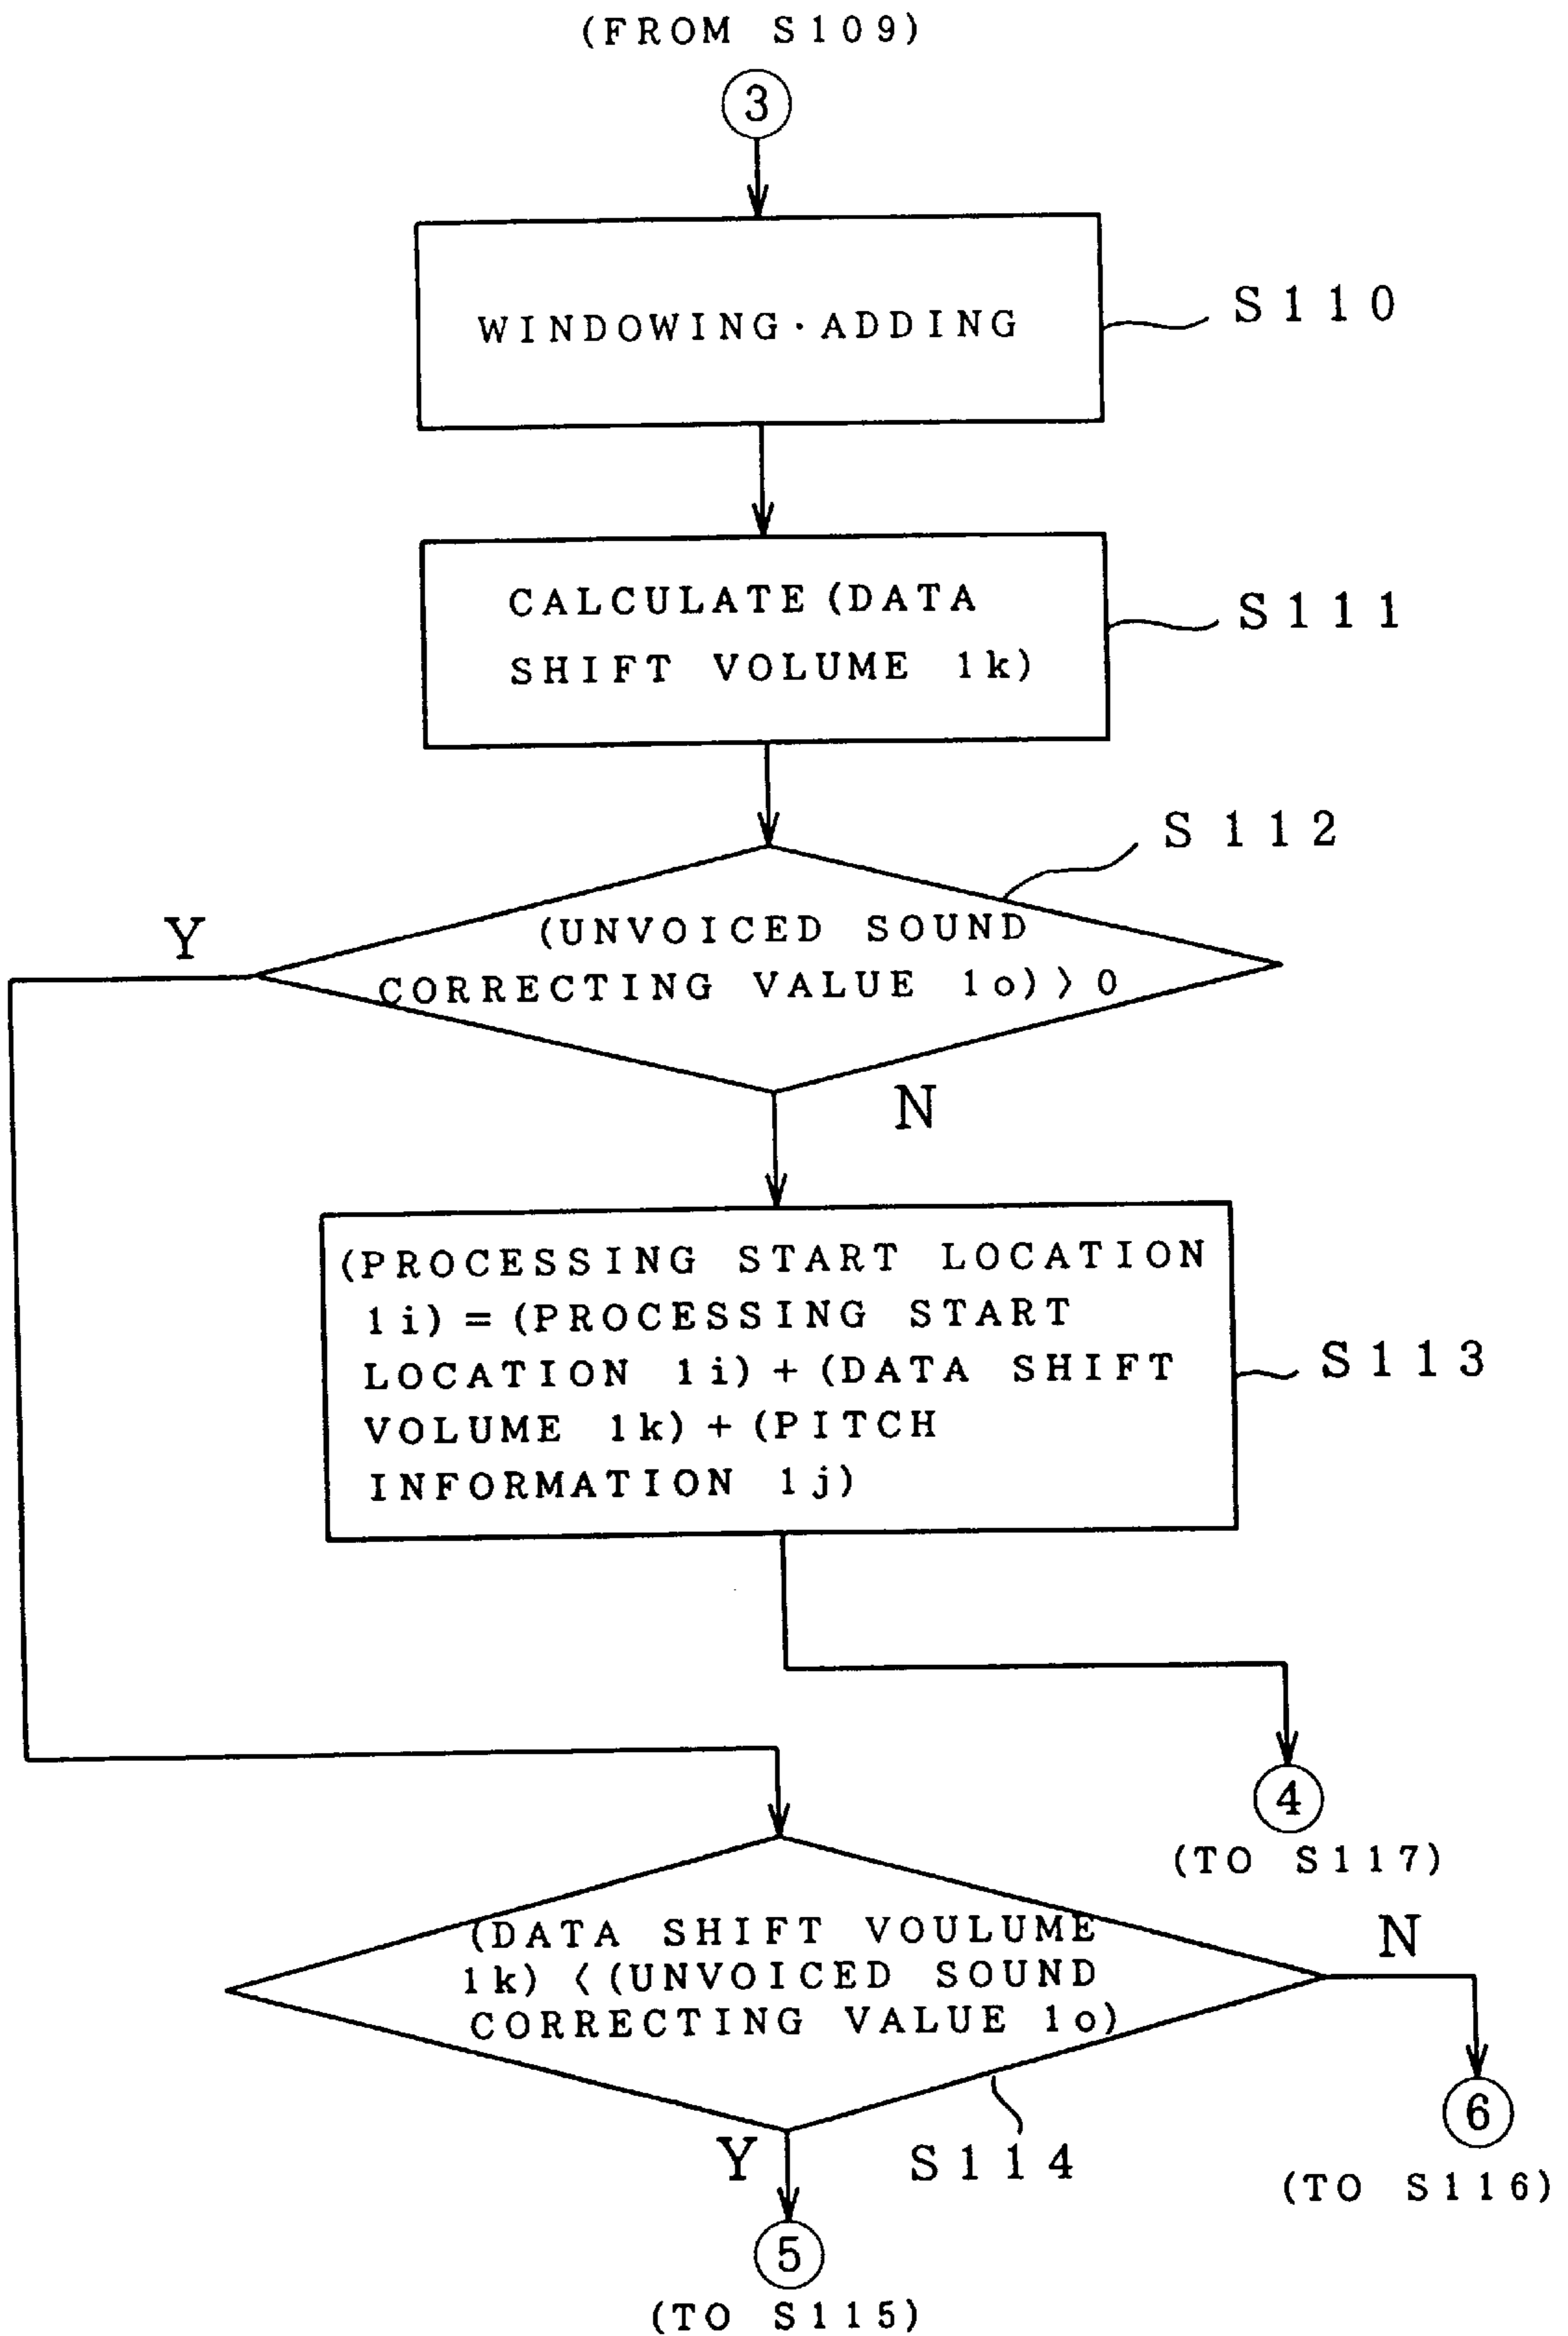 (FROM S109)
3
WINDOWING·ADDING
S110
CALCULATE (DATA
SHIFT VOLUME 1k)
S111
S112
(UNVOICED SOUND
CORRECTING VALUE 1o) > 0
Y
N
(PROCESSING START LOCATION
1i) = (PROCESSING START
LOCATION 1i) + (DATA SHIFT
VOLUME 1k) + (PITCH
INFORMATION 1j)
S113
4
(TO S117)
(DATA SHIFT VOULUME
1k) < (UNVOICED SOUND
CORRECTING VALUE 1o)
N
6
(TO S116)
S114
Y
5
(TO S115)